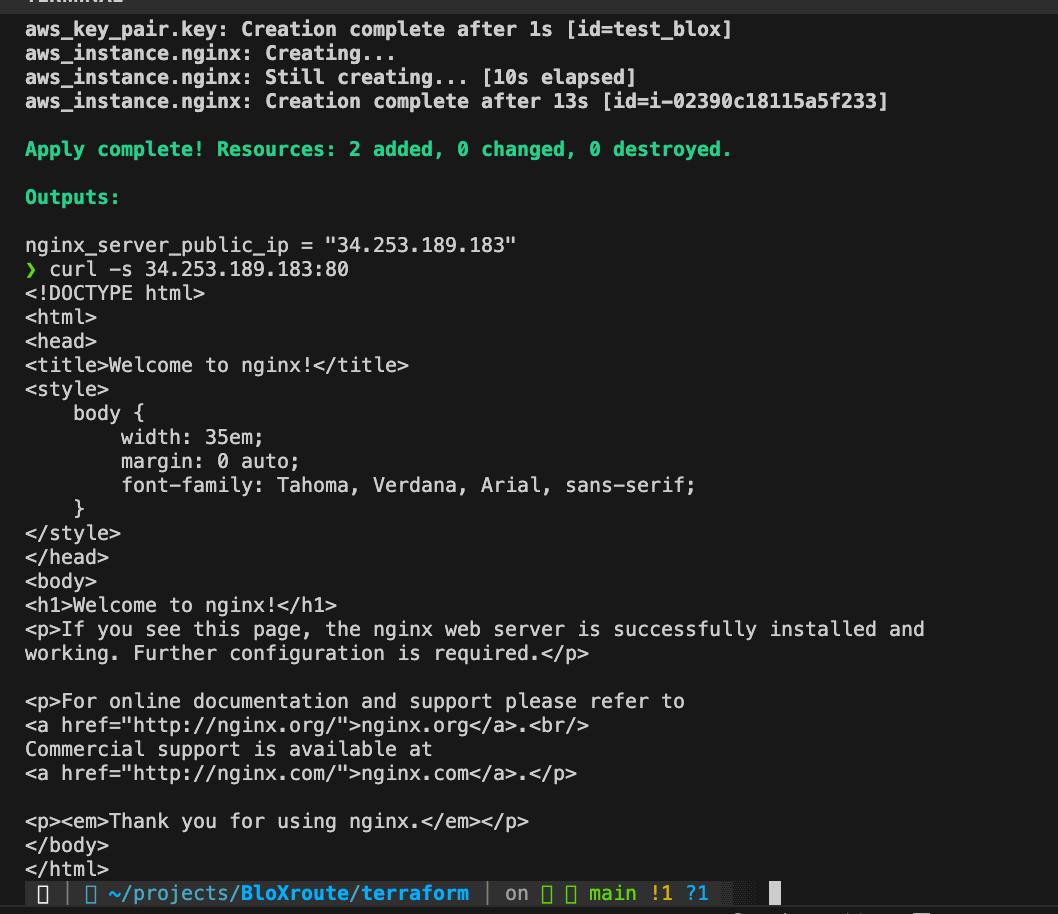 aws_key_pair.key: Creation complete after 1s [id=test_blox]
aws_instance.nginx: Creating...
aws_instance.nginx: Still creating... [10s elapsed]
aws_instance.nginx: Creation complete after 13s [id=i-02390c18115a5f233]
Apply complete! Resources: 2 added, 0 changed, 0 destroyed.
Outputs:
nginx_server_public_ip = "34.253.189.183"
❯ curl -s 34.253.189.183:80
<!DOCTYPE html>
<html>
<head>
<title>Welcome to nginx!</title>
<style>
    body {
        width: 35em;
        margin: 0 auto;
        font-family: Tahoma, Verdana, Arial, sans-serif;
    }
</style>
</head>
<body>
<h1>Welcome to nginx!</h1>
<p>If you see this page, the nginx web server is successfully installed and
working. Further configuration is required.</p>
<p>For online documentation and support please refer to
<a href="http://nginx.org/">nginx.org</a>.<br/>
Commercial support is available at
<a href="http://nginx.com/">nginx.com</a>.</p>
<p><em>Thank you for using nginx.</em></p>
</body>
</html>
~/projects/BloXroute/terraform | on main !1 ?1